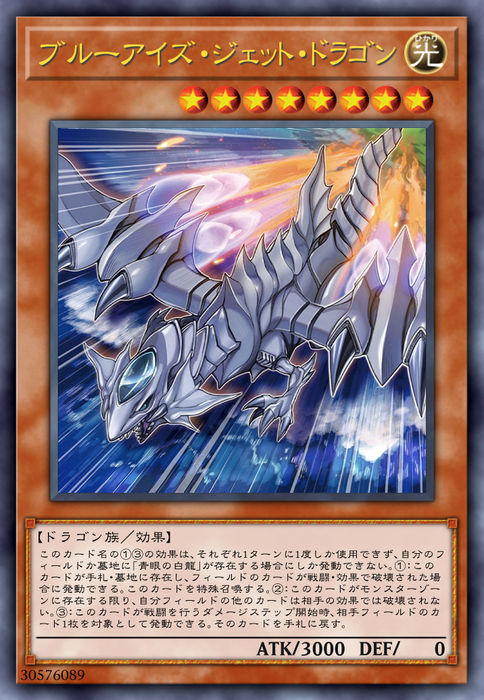 ブルーアイズ・ジェット・ドラゴン
光
ひかり
【ドラゴン族／効果】
このカード名の①③の効果は、それぞれ1ターンに1度しか使用できず、自分のフィ
ールドか墓地に「青眼の白龍」が存在する場合にしか発動できない。①：この
カードが手札・墓地に存在し、フィールドのカードが戦闘・効果で破壊された場
合に発動できる。このカードを特殊召喚する。②：このカードがモンスターゾー
ンに存在する限り、自分フィールドの他のカードは相手の効果では破壊されな
い。③：このカードが戦闘を行うダメージステップ開始時、相手フィールドのカ
ード1枚を対象として発動できる。そのカードを手札に戻す。
ATK/3000 DEF/ 0
30576089